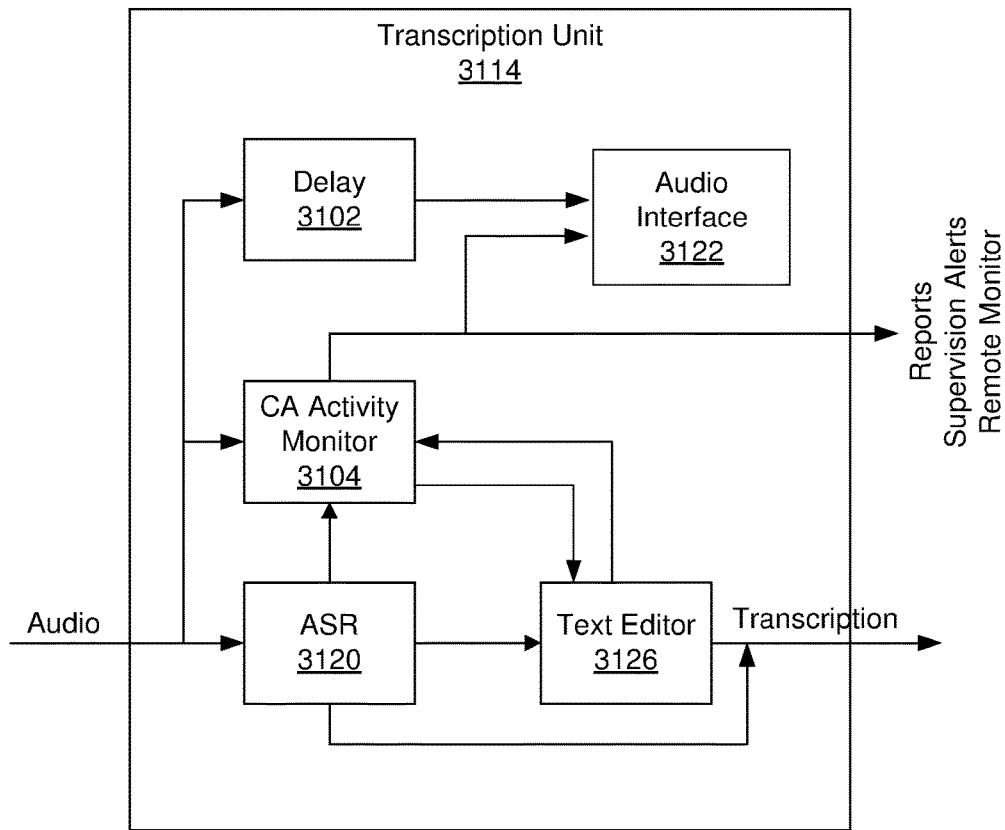 Transcription Unit
3114
Delay
3102
Audio
Interface
3122
Reports
Supervision Alerts
Remote Monitor
CA Activity
Monitor
3104
Audio
ASR
3120
Text Editor
3126
Transcription